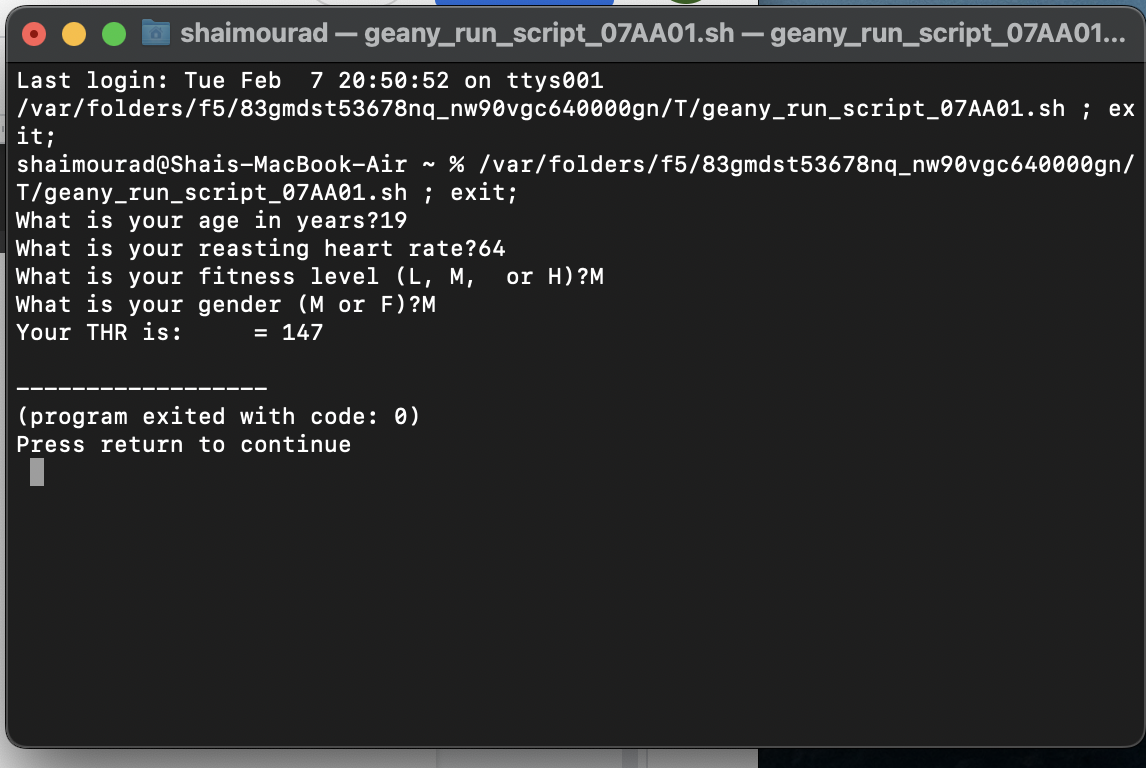 shaimourad — geany_run_script_07AA01.sh — geany_run_script_07AA01...
Last login: Tue Feb  7 20:50:52 on ttys001
/var/folders/f5/83gmdst53678nq_nw90vgc640000gn/T/geany_run_script_07AA01.sh ; ex
it;
shaimourad@Shais-MacBook-Air ~ % /var/folders/f5/83gmdst53678nq_nw90vgc640000gn/
T/geany_run_script_07AA01.sh ; exit;
What is your age in years?19
What is your reasting heart rate?64
What is your fitness level (L, M,  or H)?M
What is your gender (M or F)?M
Your THR is:     = 147
------------------
(program exited with code: 0)
Press return to continue